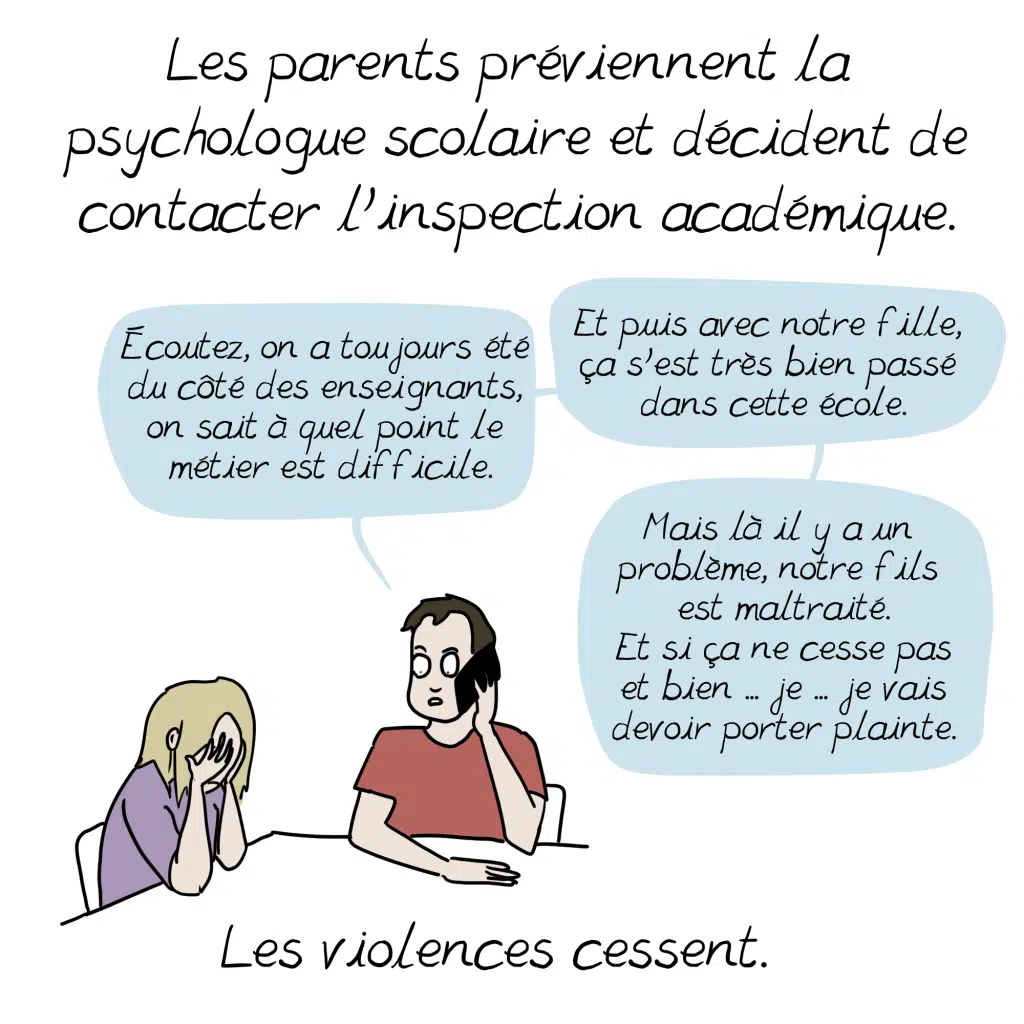 Les parents préviennent la
psychologue scolaire et décident de
contacter l'inspection académique.
Écoutez, on a toujours été
du côté des enseignants,
on sait à quel point le
métier est difficile.
Et puis avec notre fille,
ça s'est très bien passé
dans cette école.
Mais là il y a un
problème, notre fils
est maltraité.
Et si ça ne cesse pas
et bien ... je ... je vais
devoir porter plainte.
Les violences cessent.